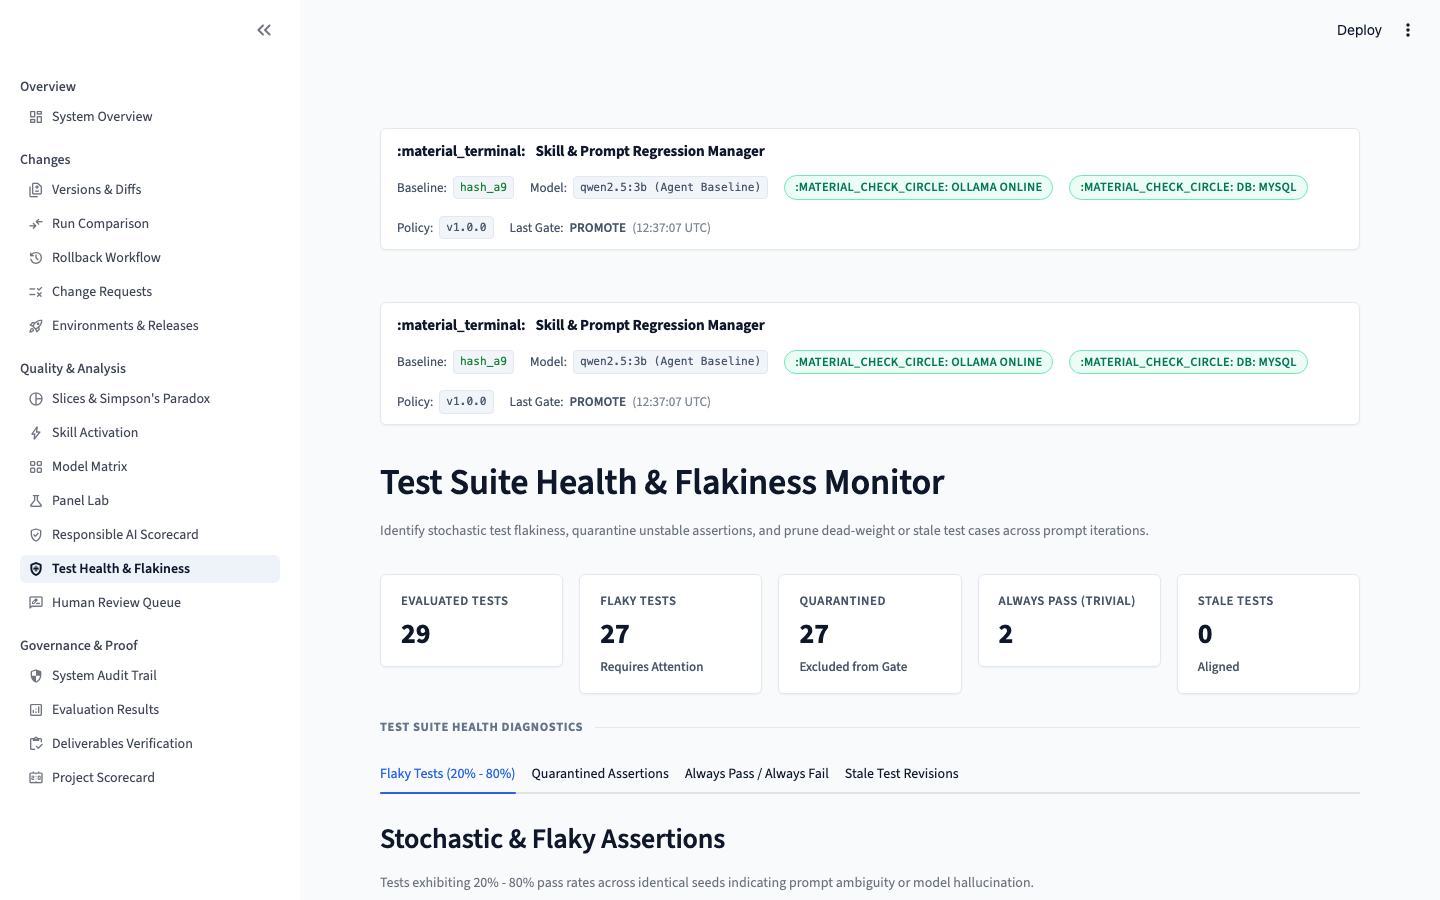 Deploy
Overview
System Overview
Changes
Versions & Diffs
Run Comparison
Rollback Workflow
Change Requests
Environments & Releases
Quality & Analysis
Slices & Simpson's Paradox
Skill Activation
Model Matrix
Panel Lab
Responsible AI Scorecard
Test Health & Flakiness
Human Review Queue
Governance & Proof
System Audit Trail
Evaluation Results
Deliverables Verification
Project Scorecard
:material_terminal: Skill & Prompt Regression Manager
Baseline: hash_a9 Model: qwen2.5:3b (Agent Baseline) :MATERIAL_CHECK_CIRCLE: OLLAMA ONLINE :MATERIAL_CHECK_CIRCLE: DB: MYSQL
Policy: v1.0.0 Last Gate: PROMOTE (12:37:07 UTC)
:material_terminal: Skill & Prompt Regression Manager
Baseline: hash_a9 Model: qwen2.5:3b (Agent Baseline) :MATERIAL_CHECK_CIRCLE: OLLAMA ONLINE :MATERIAL_CHECK_CIRCLE: DB: MYSQL
Policy: v1.0.0 Last Gate: PROMOTE (12:37:07 UTC)
Test Suite Health & Flakiness Monitor
Identify stochastic test flakiness, quarantine unstable assertions, and prune dead-weight or stale test cases across prompt iterations.
EVALUATED TESTS
29
FLAKY TESTS
27
Requires Attention
QUARANTINED
27
Excluded from Gate
ALWAYS PASS (TRIVIAL)
2
STALE TESTS
0
Aligned
TEST SUITE HEALTH DIAGNOSTICS
Flaky Tests (20% - 80%) Quarantined Assertions Always Pass / Always Fail Stale Test Revisions
Stochastic & Flaky Assertions
Tests exhibiting 20% - 80% pass rates across identical seeds indicating prompt ambiguity or model hallucination.